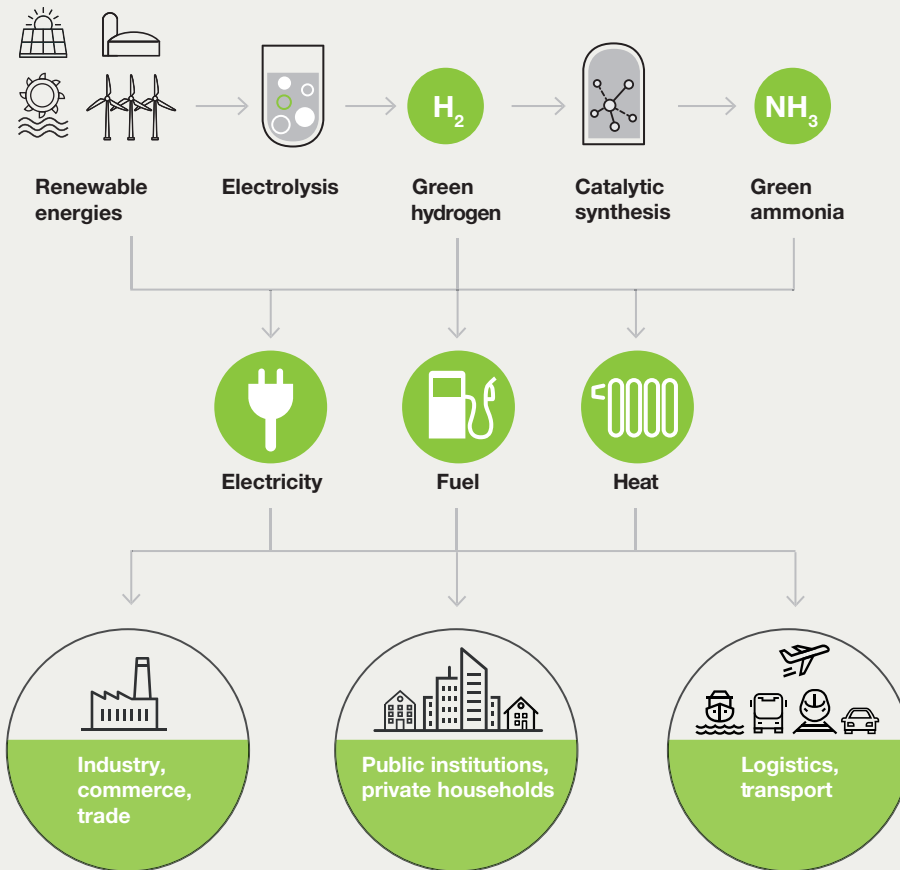 H₂
NH₃
Renewable
energies
Electrolysis
Green
hydrogen
Catalytic
synthesis
Green
ammonia
Electricity
Fuel
Heat
Industry,
commerce,
trade
Public institutions,
private households
Logistics,
transport